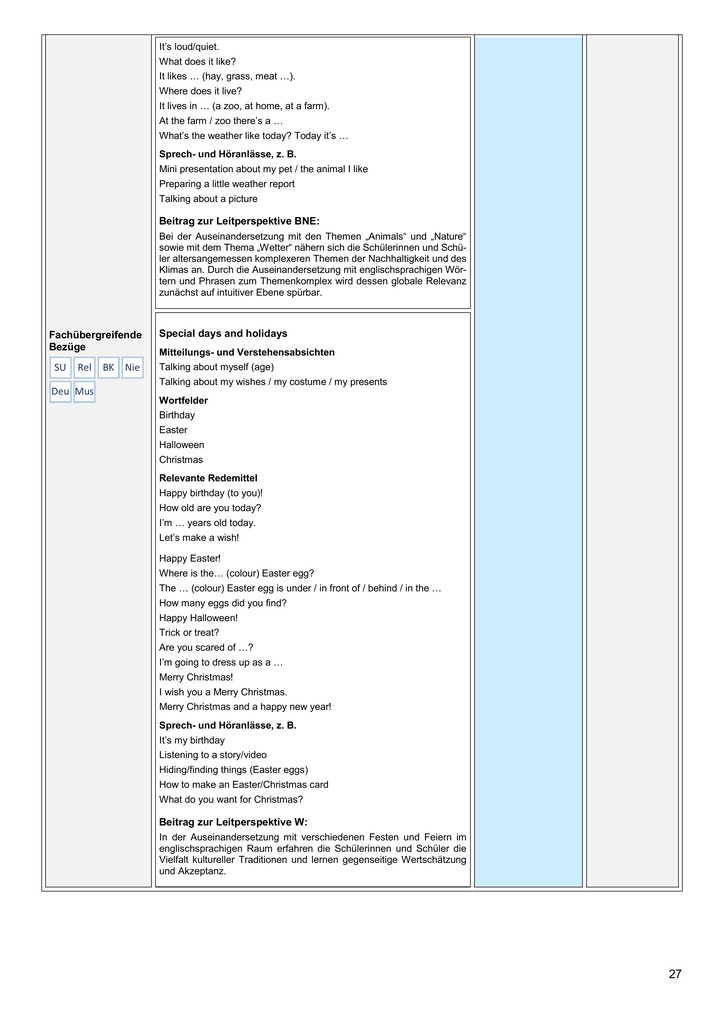 It’s loud/quiet.
What does it like?
It likes … (hay, grass, meat …).
Where does it live?
It lives in … (a zoo, at home, at a farm).
At the farm / zoo there’s a …
What’s the weather like today? Today it’s …
Sprech- und Höranlässe, z. B.
Mini presentation about my pet / the animal I like
Preparing a little weather report
Talking about a picture
Beitrag zur Leitperspektive BNE:
Bei der Auseinandersetzung mit den Themen „Animals“ und „Nature“
sowie mit dem Thema „Wetter“ nähern sich die Schülerinnen und Schü-
ler altersangemessen komplexeren Themen der Nachhaltigkeit und des
Klimas an. Durch die Auseinandersetzung mit englischsprachigen Wör-
tern und Phrasen zum Themenkomplex wird dessen globale Relevanz
zunächst auf intuitiver Ebene spürbar.
Fachübergreifende
Bezüge
SU Rel BK Nie
Deu Mus
Special days and holidays
Mitteilungs- und Verstehensabsichten
Talking about myself (age)
Talking about my wishes / my costume / my presents
Wortfelder
Birthday
Easter
Halloween
Christmas
Relevante Redemittel
Happy birthday (to you)!
How old are you today?
I’m … years old today.
Let’s make a wish!
Happy Easter!
Where is the… (colour) Easter egg?
The … (colour) Easter egg is under / in front of / behind / in the …
How many eggs did you find?
Happy Halloween!
Trick or treat?
Are you scared of …?
I’m going to dress up as a …
Merry Christmas!
I wish you a Merry Christmas.
Merry Christmas and a happy new year!
Sprech- und Höranlässe, z. B.
It’s my birthday
Listening to a story/video
Hiding/finding things (Easter eggs)
How to make an Easter/Christmas card
What do you want for Christmas?
Beitrag zur Leitperspektive W:
In der Auseinandersetzung mit verschiedenen Festen und Feiern im
englischsprachigen Raum erfahren die Schülerinnen und Schüler die
Vielfalt kultureller Traditionen und lernen gegenseitige Wertschätzung
und Akzeptanz.
27